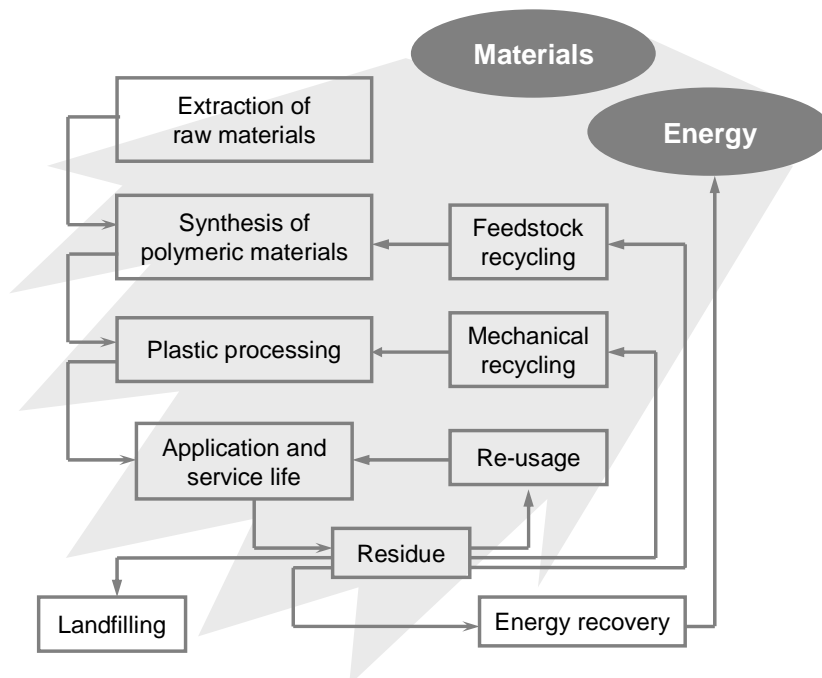 Materials
Energy
Extraction of
raw materials
Synthesis of
polymeric materials
Feedstock
recycling
Plastic processing
Mechanical
recycling
Application and
service life
Re-usage
Residue
Landfilling
Energy recovery